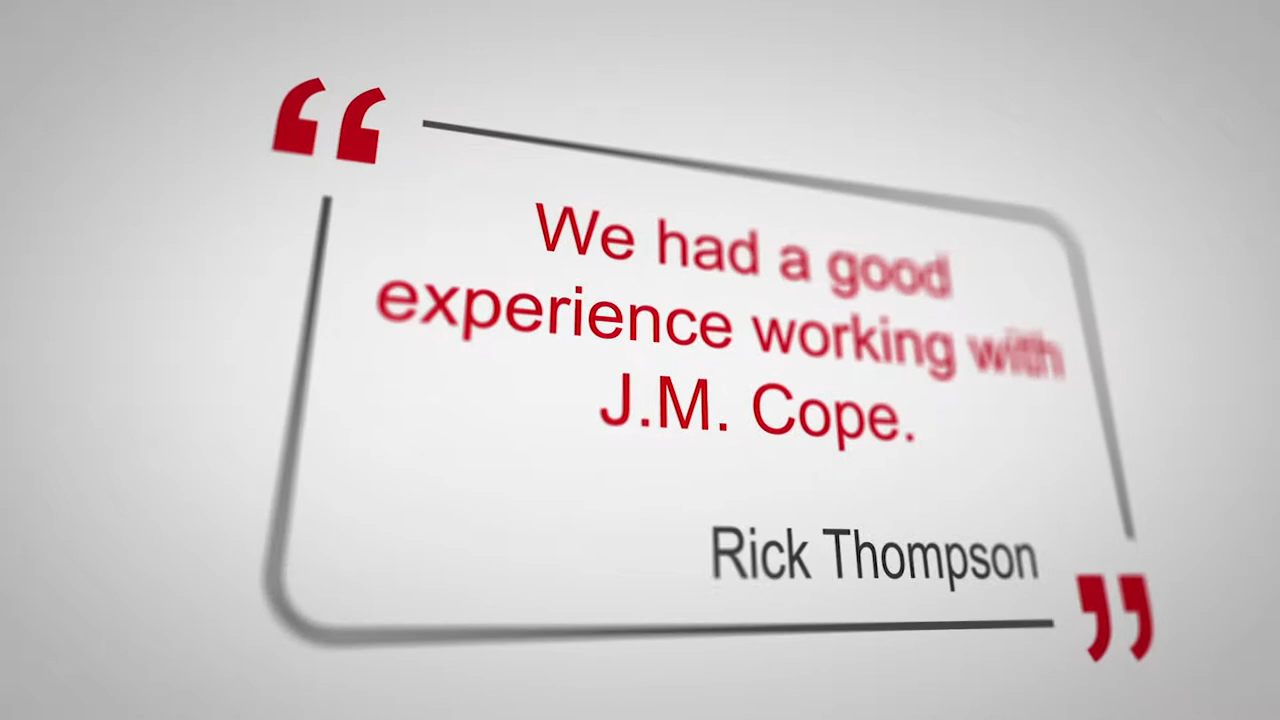 “
We had a good
experience working with
J.M. Cope.
Rick Thompson
”